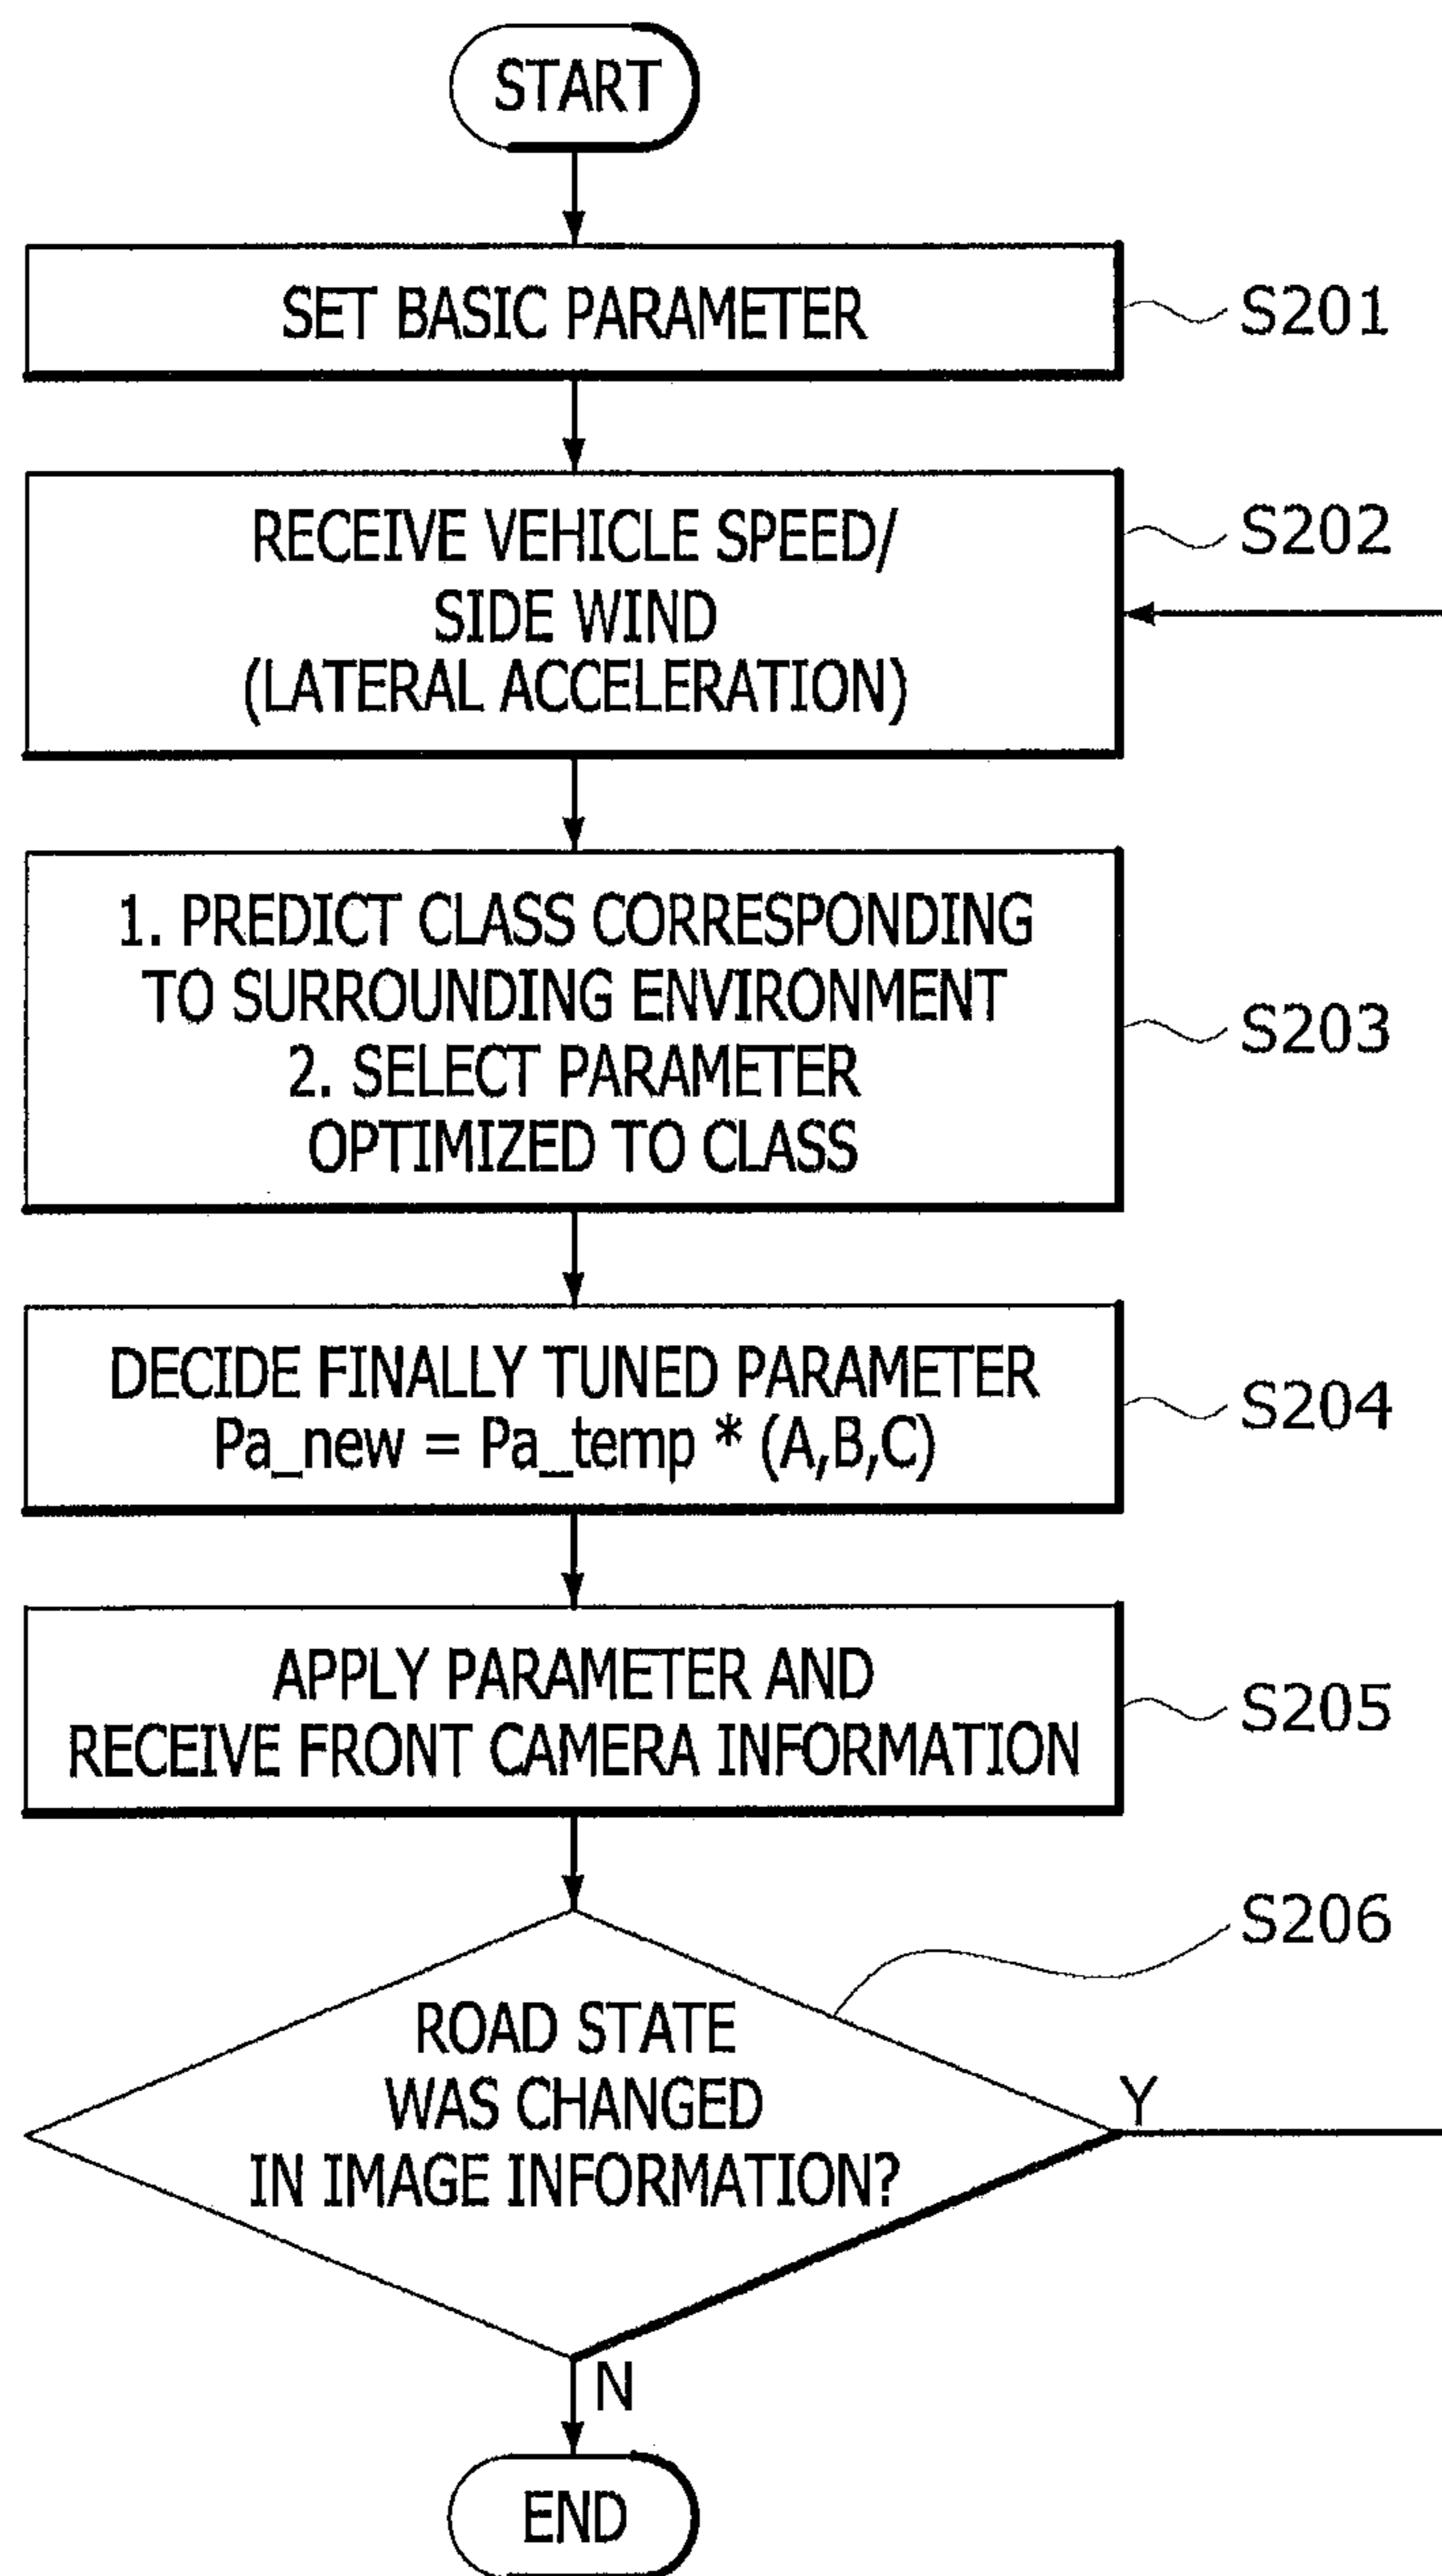 START
SET BASIC PARAMETER
S201
RECEIVE VEHICLE SPEED/
SIDE WIND
(LATERAL ACCELERATION)
S202
1. PREDICT CLASS CORRESPONDING
TO SURROUNDING ENVIRONMENT
2. SELECT PARAMETER
OPTIMIZED TO CLASS
S203
DECIDE FINALLY TUNED PARAMETER
Pa_new = Pa_temp * (A,B,C)
S204
APPLY PARAMETER AND
RECEIVE FRONT CAMERA INFORMATION
S205
S206
ROAD STATE
WAS CHANGED
IN IMAGE INFORMATION?
Y
N
END